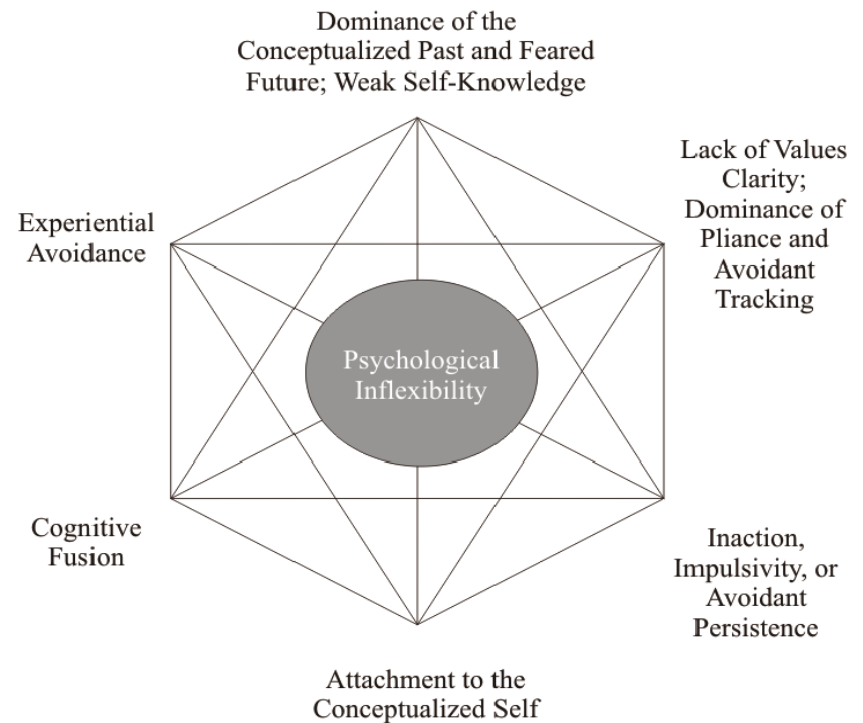 Dominance of the
Conceptualized Past and Feared
Future; Weak Self-Knowledge
Lack of Values
Clarity;
Dominance of
Pliance and
Avoidant
Tracking
Experiential
Avoidance
Psychological
Inflexibility
Cognitive
Fusion
Inaction,
Impulsivity, or
Avoidant
Persistence
Attachment to the
Conceptualized Self